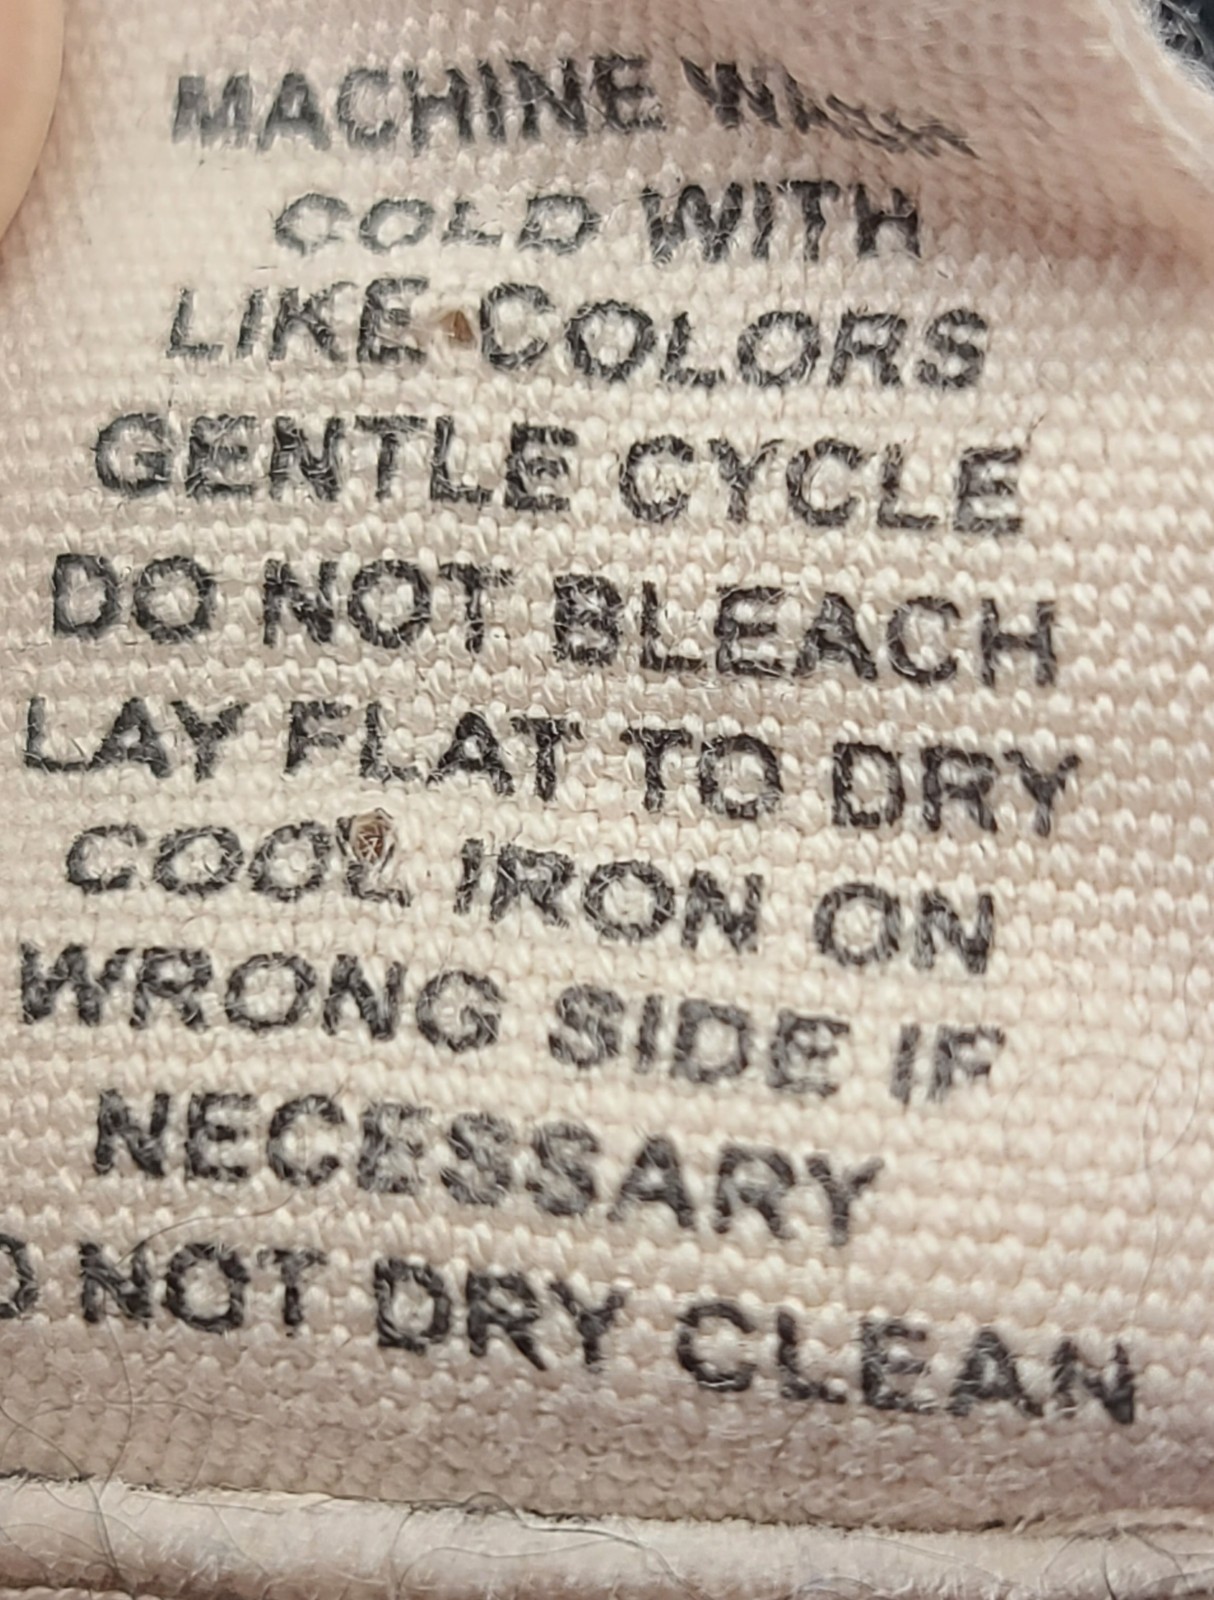 MACHINE WASH
COLD WITH
LIKE COLORS
GENTLE CYCLE
DO NOT BLEACH
LAY FLAT TO DRY
COOL IRON ON
WRONG SIDE IF
NECESSARY
O NOT DRY CLEAN